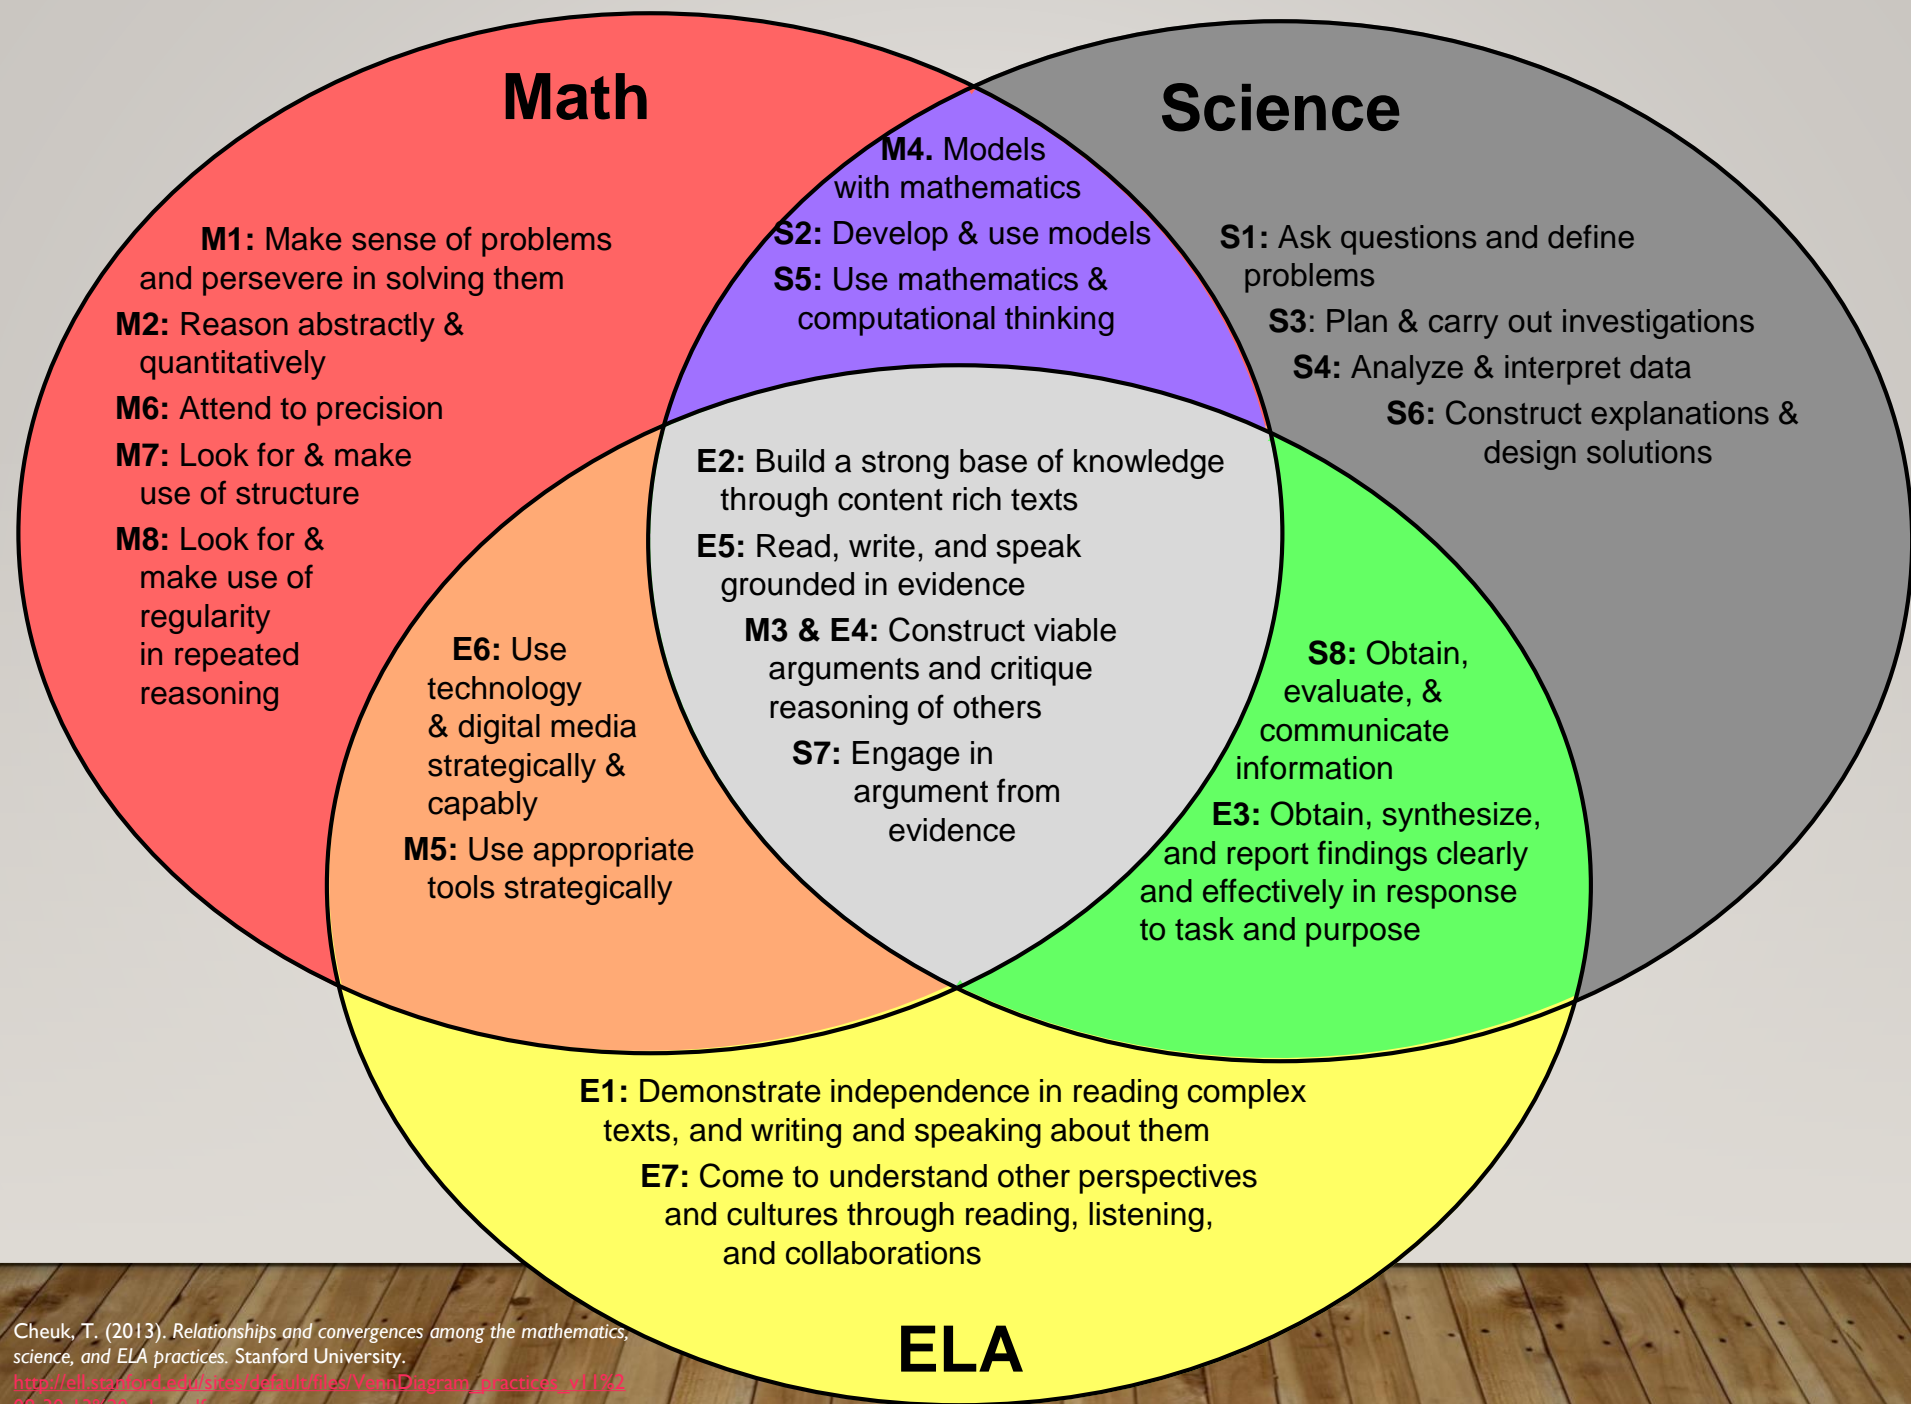 Math
Science
M4. Models
with mathematics
S2: Develop & use models
S5: Use mathematics &
computational thinking
M1: Make sense of problems
and persevere in solving them
M2: Reason abstractly &
quantitatively
M6: Attend to precision
M7: Look for & make
use of structure
M8: Look for &
make use of
regularity
in repeated
reasoning
S1: Ask questions and define
problems
S3: Plan & carry out investigations
S4: Analyze & interpret data
S6: Construct explanations &
design solutions
E2: Build a strong base of knowledge
through content rich texts
E5: Read, write, and speak
grounded in evidence
M3 & E4: Construct viable
arguments and critique
reasoning of others
S7: Engage in
argument from
evidence
E6: Use
technology
& digital media
strategically &
capably
M5: Use appropriate
tools strategically
S8: Obtain,
evaluate, &
communicate
information
E3: Obtain, synthesize,
and report findings clearly
and effectively in response
to task and purpose
E1: Demonstrate independence in reading complex
texts, and writing and speaking about them
E7: Come to understand other perspectives
and cultures through reading, listening,
and collaborations
ELA
Cheuk, T. (2013). Relationships and convergences among the mathematics,
science, and ELA practices. Stanford University.
http://ell.stanford.edu/sites/default/files/VennDiagram_practices_v11%2